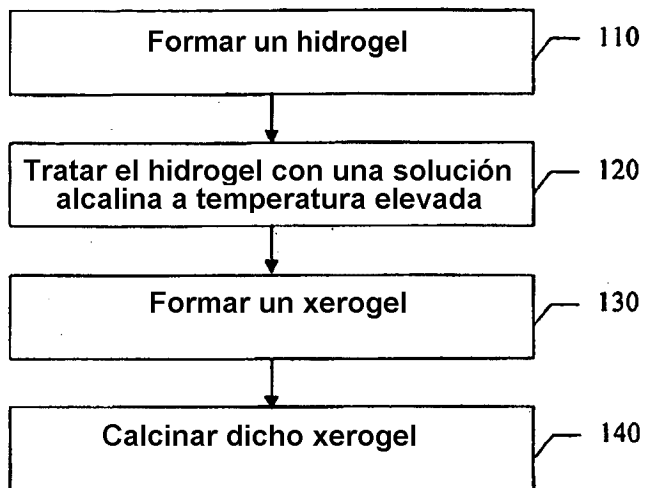 Formar un hidrogel
110
Tratar el hidrogel con una solución
alcalina a temperatura elevada
120
Formar un xerogel
130
Calcinar dicho xerogel
140